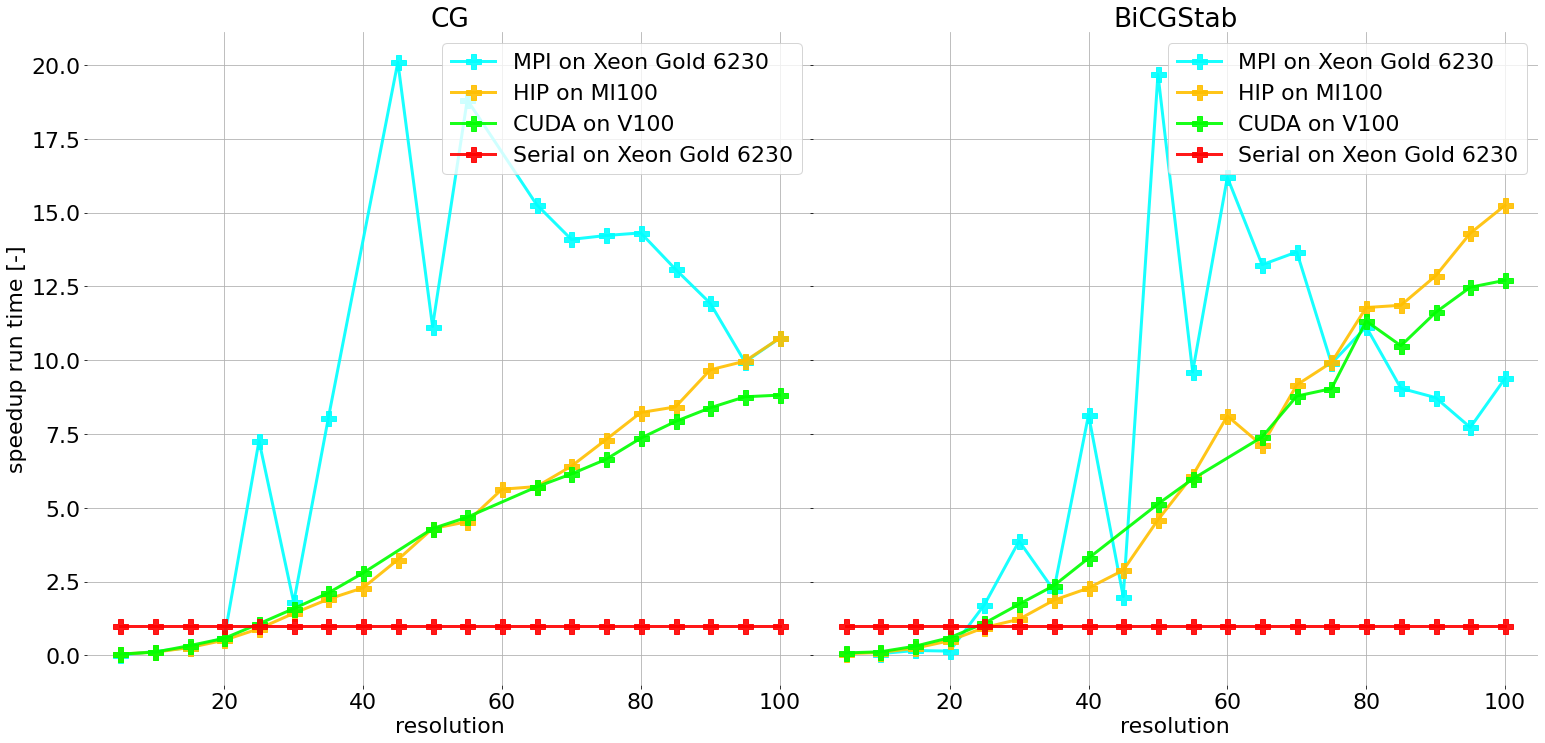 CG
BiCGStab
MPI on Xeon Gold 6230
HIP on MI100
CUDA on V100
Serial on Xeon Gold 6230
MPI on Xeon Gold 6230
HIP on MI100
CUDA on V100
Serial on Xeon Gold 6230
speedup run time [-]
20.0
17.5
15.0
12.5
10.0
7.5
5.0
2.5
0.0
20 40 60 80 100
20 40 60 80 100
resolution
resolution